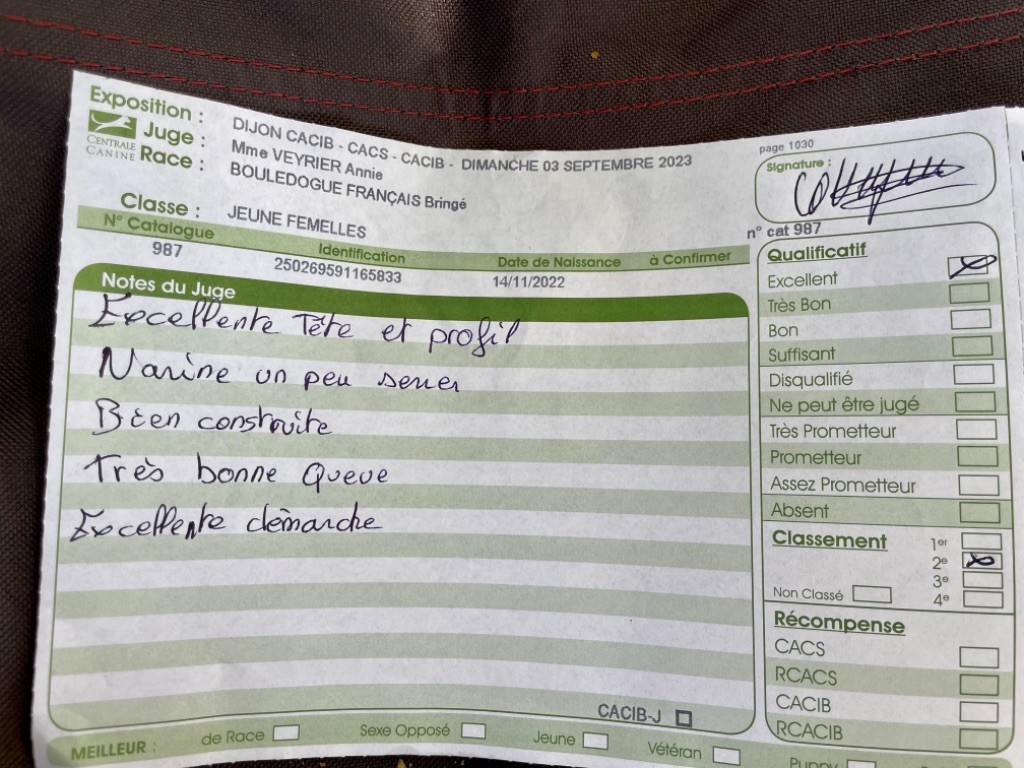 Exposition : DIJON CACIB - CACS - CACIB - DIMANCHE 03 SEPTEMBRE 2023
Juge : Mme VEYRIER Annie
CENTRALE CANINE
Race : BOULEDOGUE FRANÇAIS Bringé
Classe : JEUNE FEMELLES
page 1030
Signature :
n° cat 987
N° Catalogue Identification Date de Naissance à Confirmer
987 250269591165833 14/11/2022
Notes du Juge
Excellente Tête et profil
Narine un peu serrer
Bien construite
Très bonne Queue
Excellente démarche
CACIB-J
Qualificatif
Excellent
Très Bon
Bon
Suffisant
Disqualifié
Ne peut être jugé
Très Prometteur
Prometteur
Assez Prometteur
Absent
Classement 1er
2e
3e
Non Classé 4e
Récompense
CACS
RCACS
CACIB
RCACIB
MEILLEUR : de Race Sexe Opposé Jeune Vétéran Puppy